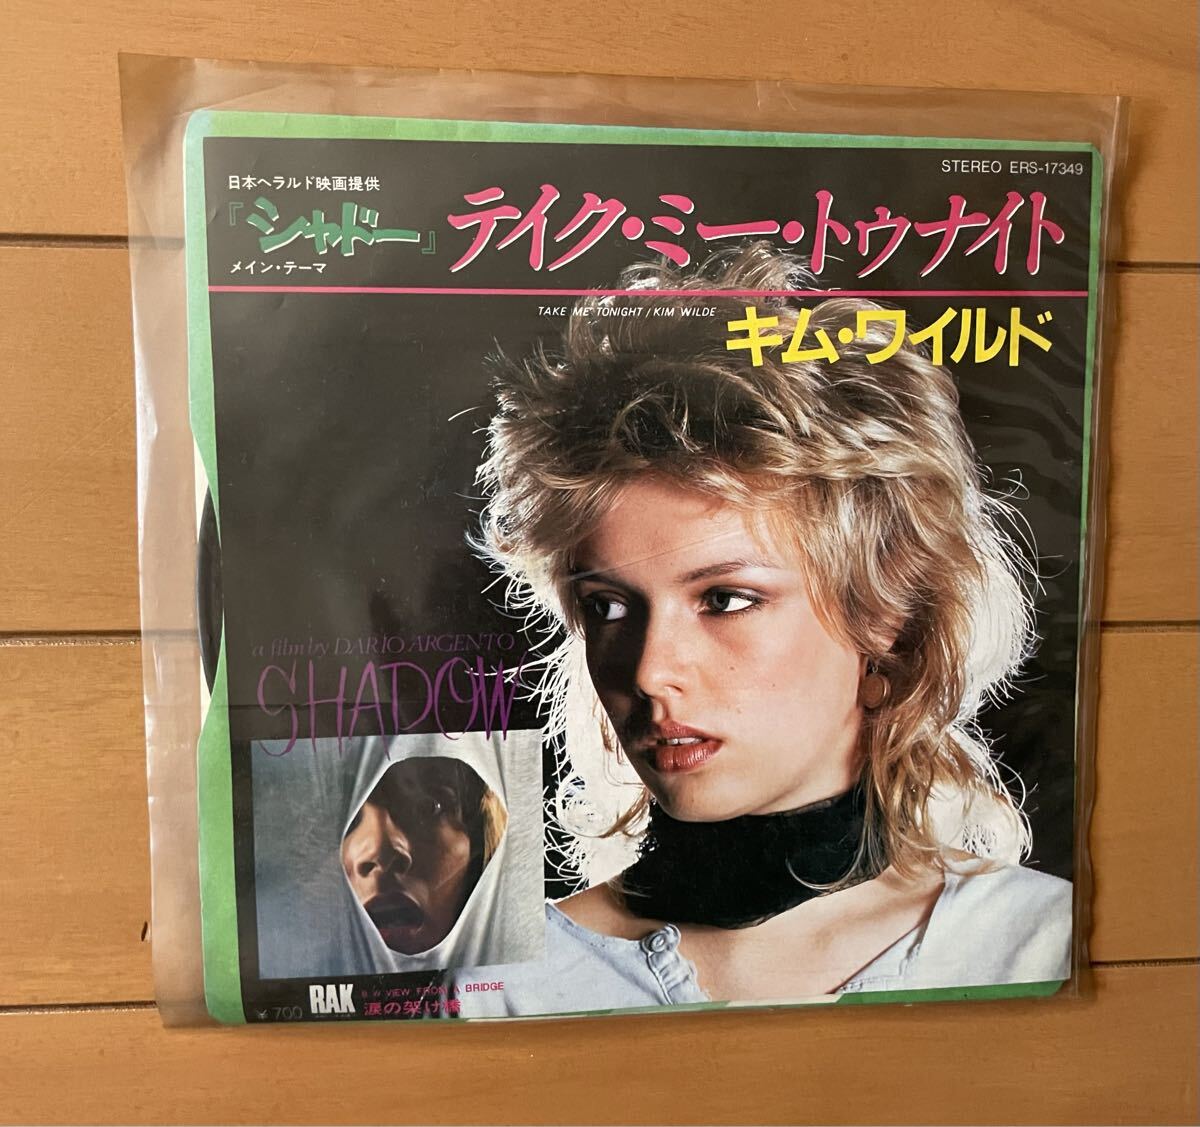 STEREO ERS-17349
日本ヘラルド映画提供
『シャドー』
メイン・テーマ
テイク・ミー・トゥナイト
TAKE ME TONIGHT / KIM WILDE
キム・ワイルド
a film by DARIO ARGENTO
SHADOW
¥700
RAK
B/W VIEW FROM A BRIDGE
涙の架け橋